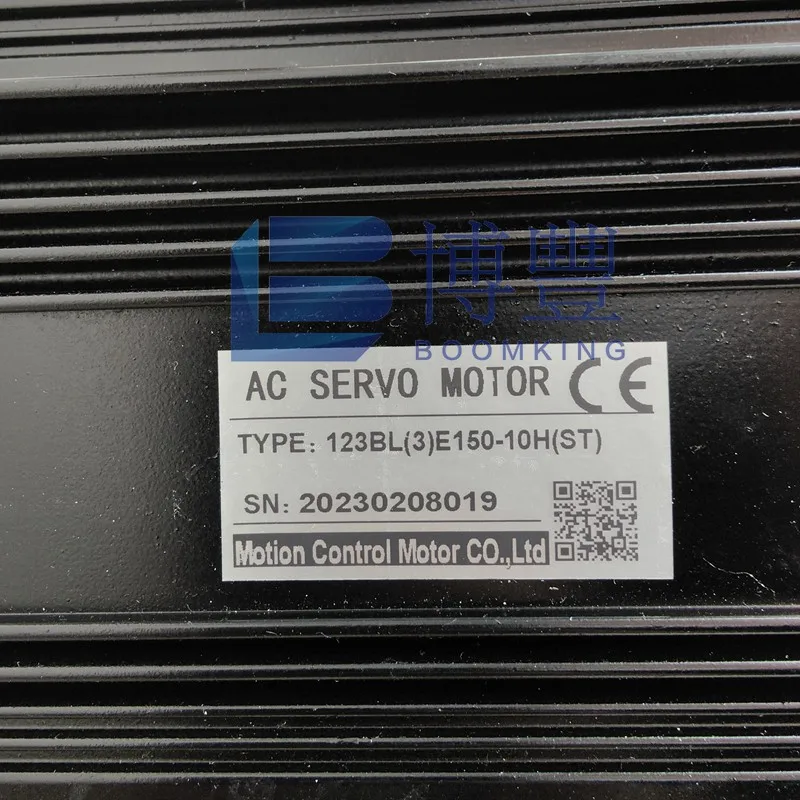 博豐
BOOMKING
AC SERVO MOTOR CE
TYPE: 123BL(3)E150-10H(ST)
SN: 20230208019
Motion Control Motor CO.,Ltd